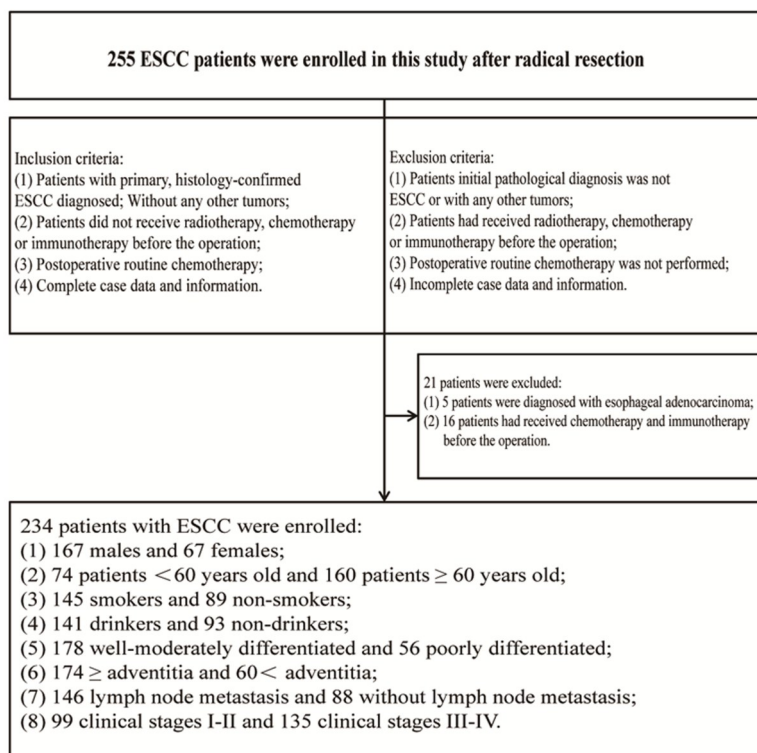 255 ESCC patients were enrolled in this study after radical resection
Inclusion criteria:
(1) Patients with primary, histology-confirmed
ESCC diagnosed; Without any other tumors;
(2) Patients did not receive radiotherapy, chemotherapy
or immunotherapy before the operation;
(3) Postoperative routine chemotherapy;
(4) Complete case data and information.
Exclusion criteria:
(1) Patients initial pathological diagnosis was not
ESCC or with any other tumors;
(2) Patients had received radiotherapy, chemotherapy
or immunotherapy before the operation;
(3) Postoperative routine chemotherapy was not performed;
(4) Incomplete case data and information.
21 patients were excluded:
(1) 5 patients were diagnosed with esophageal adenocarcinoma;
(2) 16 patients had received chemotherapy and immunotherapy
before the operation.
234 patients with ESCC were enrolled:
(1) 167 males and 67 females;
(2) 74 patients <60 years old and 160 patients ≥ 60 years old;
(3) 145 smokers and 89 non-smokers;
(4) 141 drinkers and 93 non-drinkers;
(5) 178 well-moderately differentiated and 56 poorly differentiated;
(6) 174 ≥ adventitia and 60< adventitia;
(7) 146 lymph node metastasis and 88 without lymph node metastasis;
(8) 99 clinical stages I-II and 135 clinical stages III-IV.